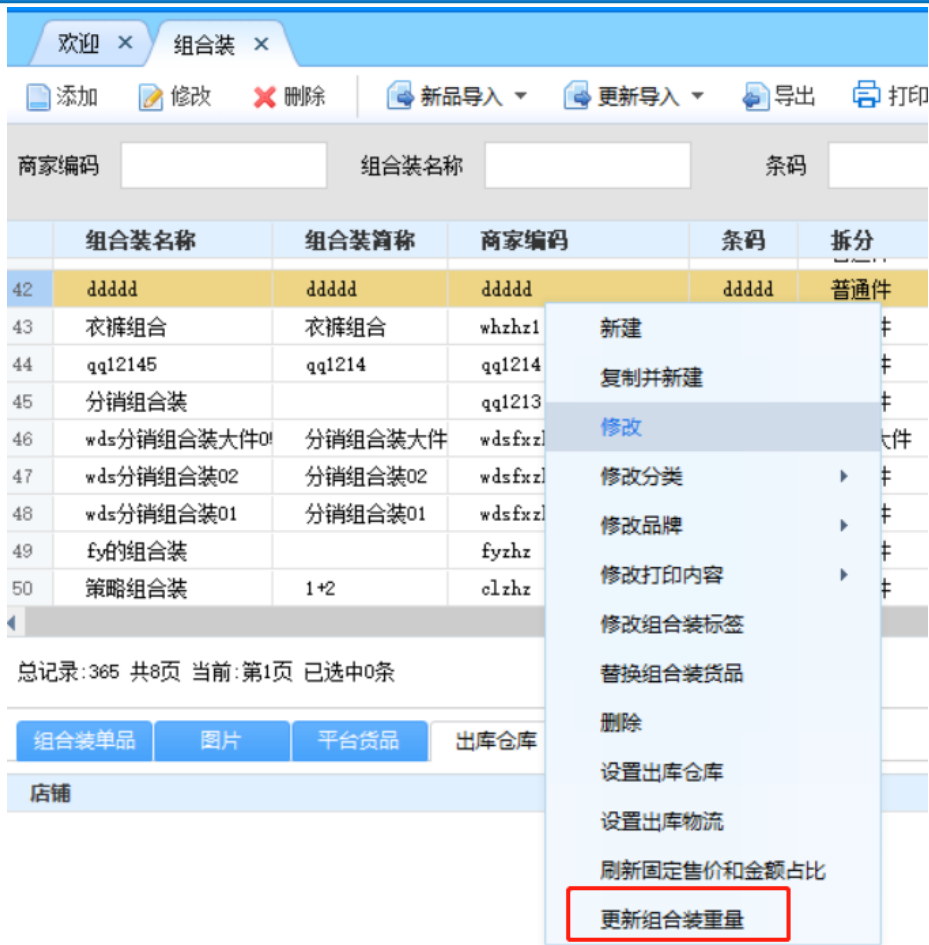 欢迎 × 组合装 ×
添加 修改 删除 新品导入 更新导入 导出 打印
商家编码 组合装名称 条码
组合装名称 组合装简称 商家编码 条码 拆分
42 ddddd ddddd ddddd ddddd 普通件
43 衣裤组合 衣裤组合 whzhz1 件
44 qq12145 qq1214 qq1214 件
45 分销组合装 qq1213 件
46 wds分销组合装大件0 分销组合装大件 wdsfxz 大件
47 wds分销组合装02 分销组合装02 wdsfxz 件
48 wds分销组合装01 分销组合装01 wdsfxz 件
49 fy的组合装 fyzhz 件
50 策略组合装 1+2 clzhz 件
总记录:365 共8页 当前:第1页 已选中0条
组合装单品 图片 平台货品 出库仓库
店铺
新建
复制并新建
修改
修改分类
修改品牌
修改打印内容
修改组合装标签
替换组合装货品
删除
设置出库仓库
设置出库物流
刷新固定售价和金额占比
更新组合装重量